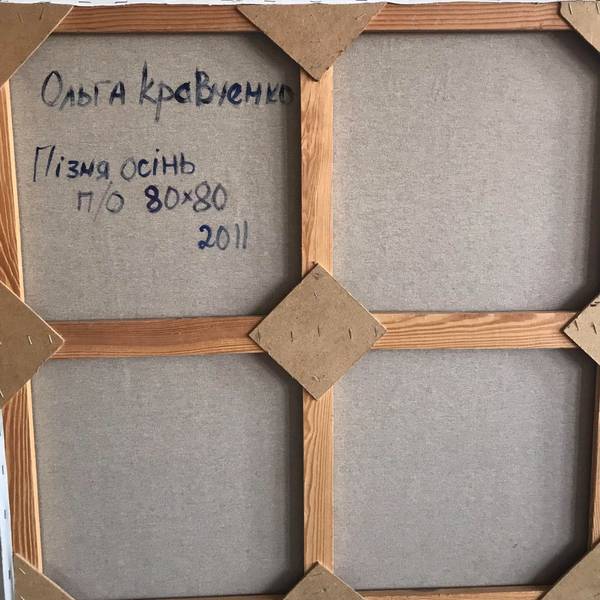 Ольга Кравченко
Пізня осінь
п/о 80×80
2011